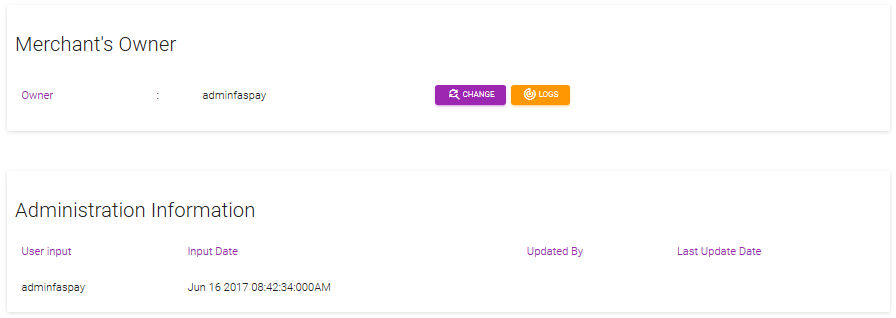 Merchant's Owner
Owner : adminfaspay CHANGE LOGS
Administration Information
User input Input Date Updated By Last Update Date
adminfaspay Jun 16 2017 08:42:34:000AM